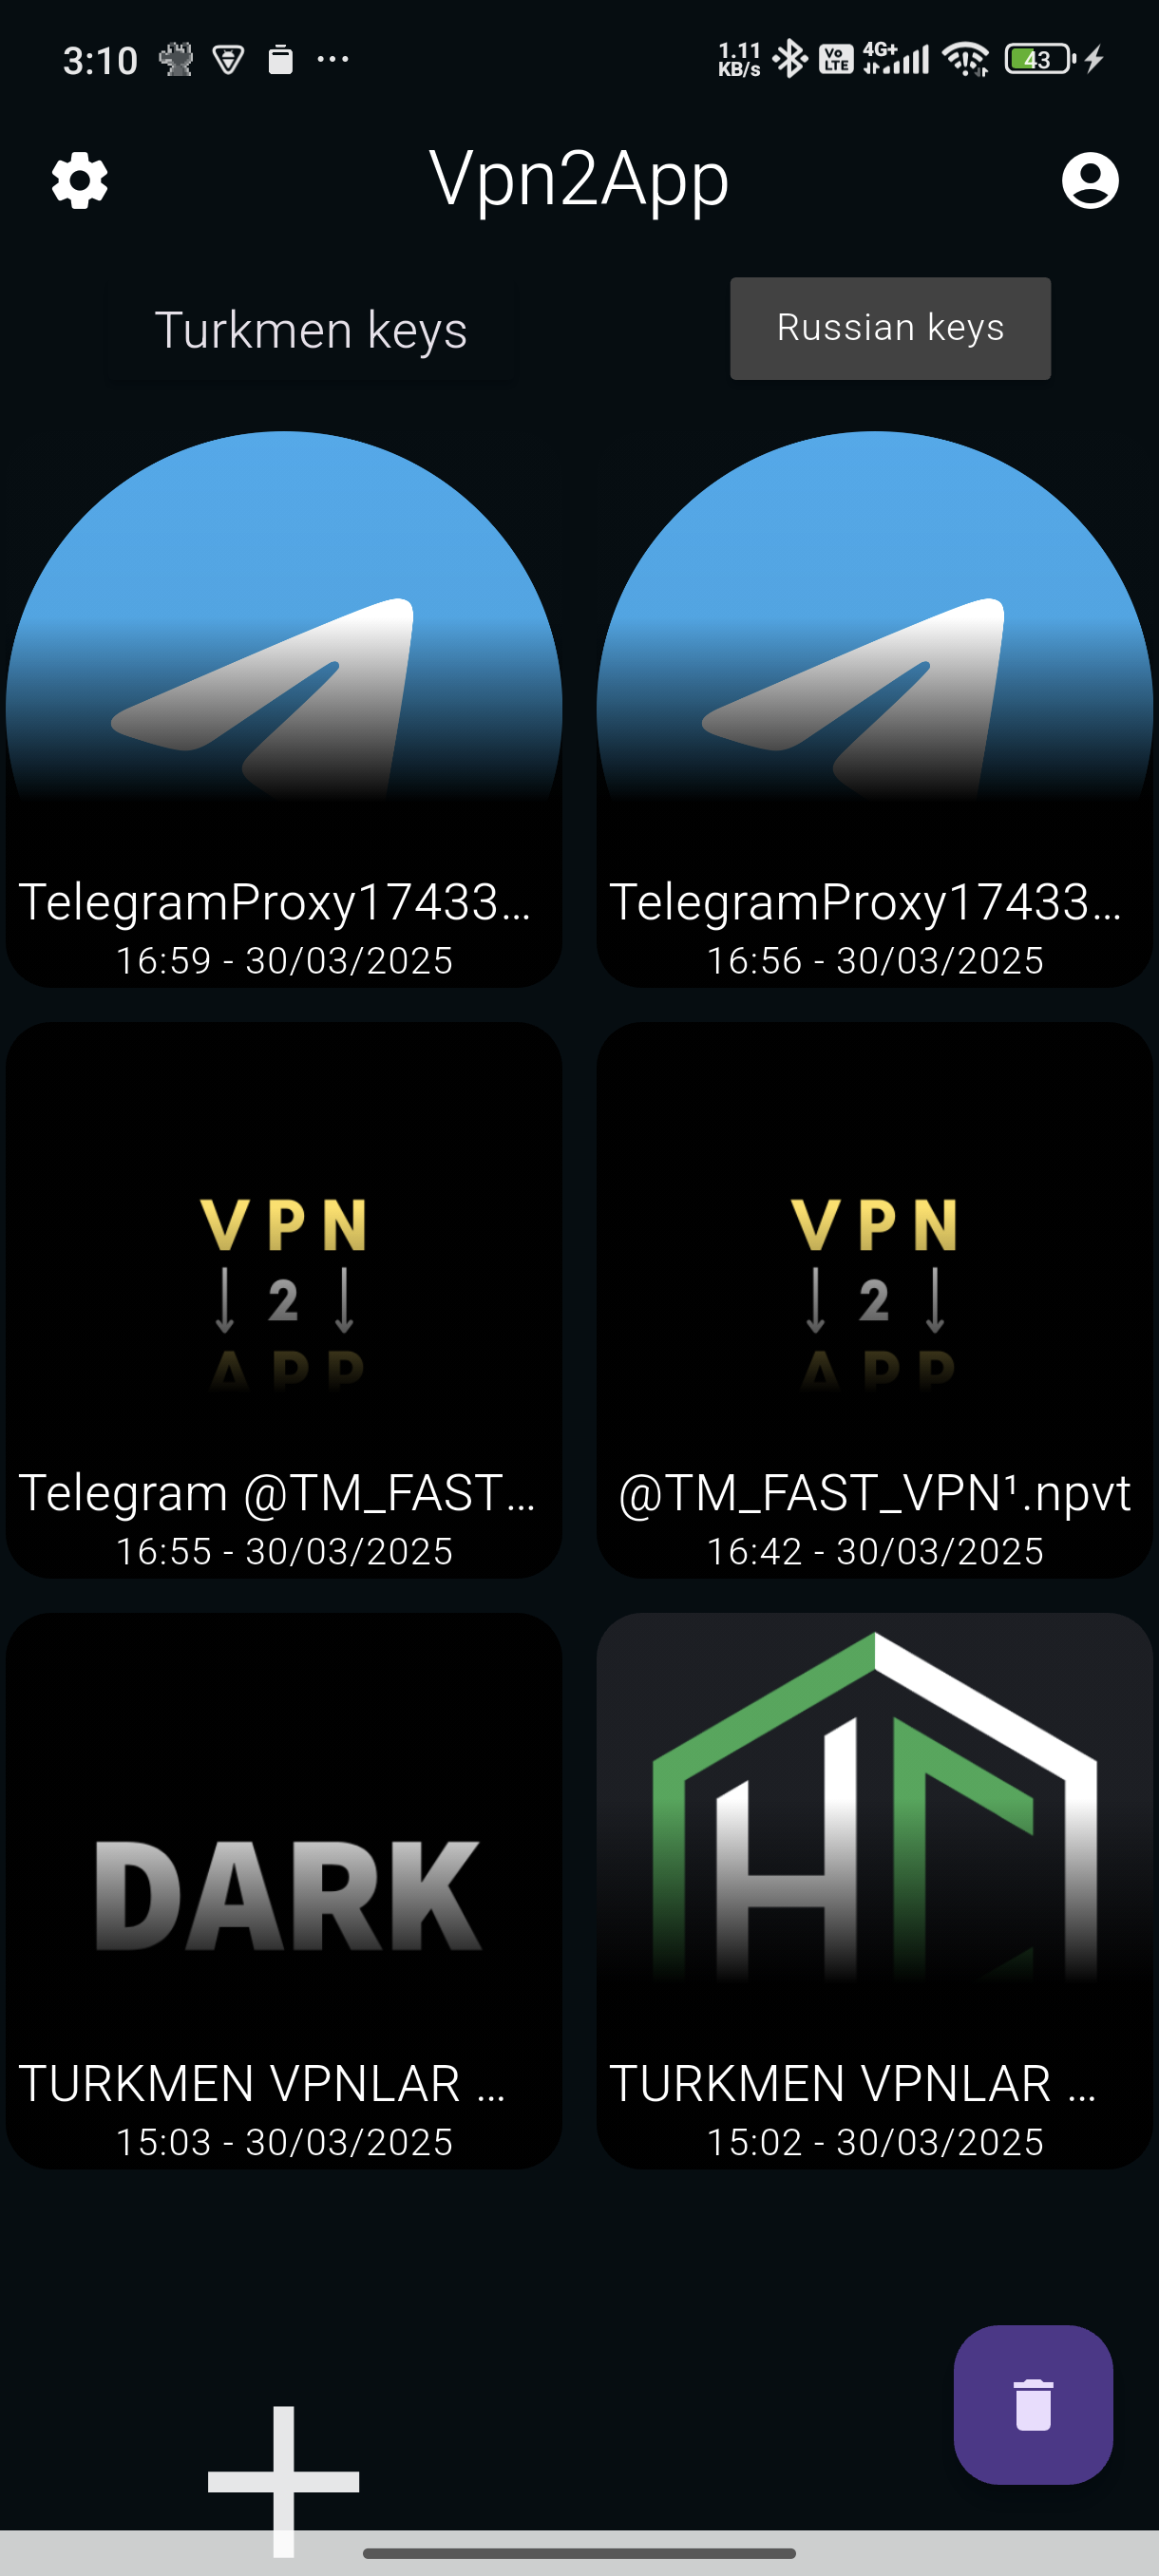 3:10 ... 1.11 KB/s Vo LTE 4G+ 43
Vpn2App
Turkmen keys
Russian keys
TelegramProxy17433...
16:59 - 30/03/2025
TelegramProxy17433...
16:56 - 30/03/2025
VPN
2
APP
Telegram @TM_FAST...
16:55 - 30/03/2025
VPN
2
APP
@TM_FAST_VPN¹.npvt
16:42 - 30/03/2025
DARK
TURKMEN VPNLAR ...
15:03 - 30/03/2025
HC
TURKMEN VPNLAR ...
15:02 - 30/03/2025